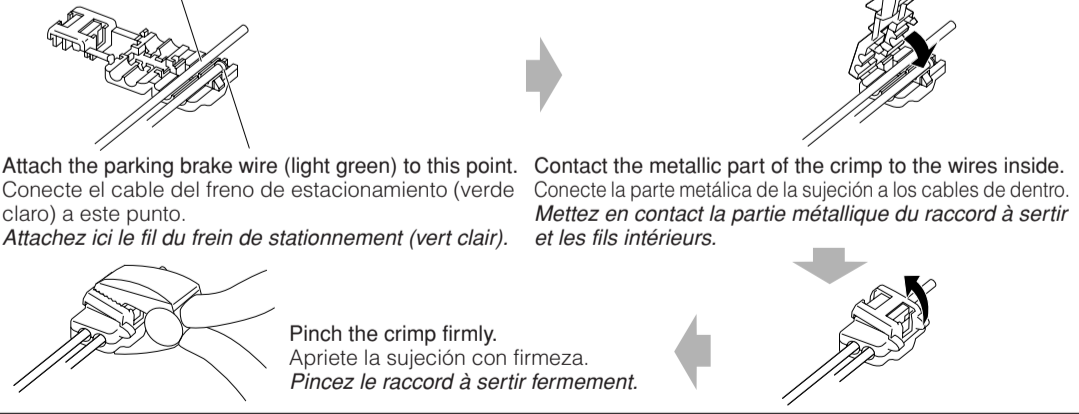 Attach the parking brake wire (light green) to this point.
Conecte el cable del freno de estacionamiento (verde
claro) a este punto.
Attachez ici le fil du frein de stationnement (vert clair).
Contact the metallic part of the crimp to the wires inside.
Conecte la parte metálica de la sujeción a los cables de dentro.
Mettez en contact la partie métallique du raccord à sertir
et les fils intérieurs.
Pinch the crimp firmly.
Apriete la sujeción con firmeza.
Pincez le raccord à sertir fermement.